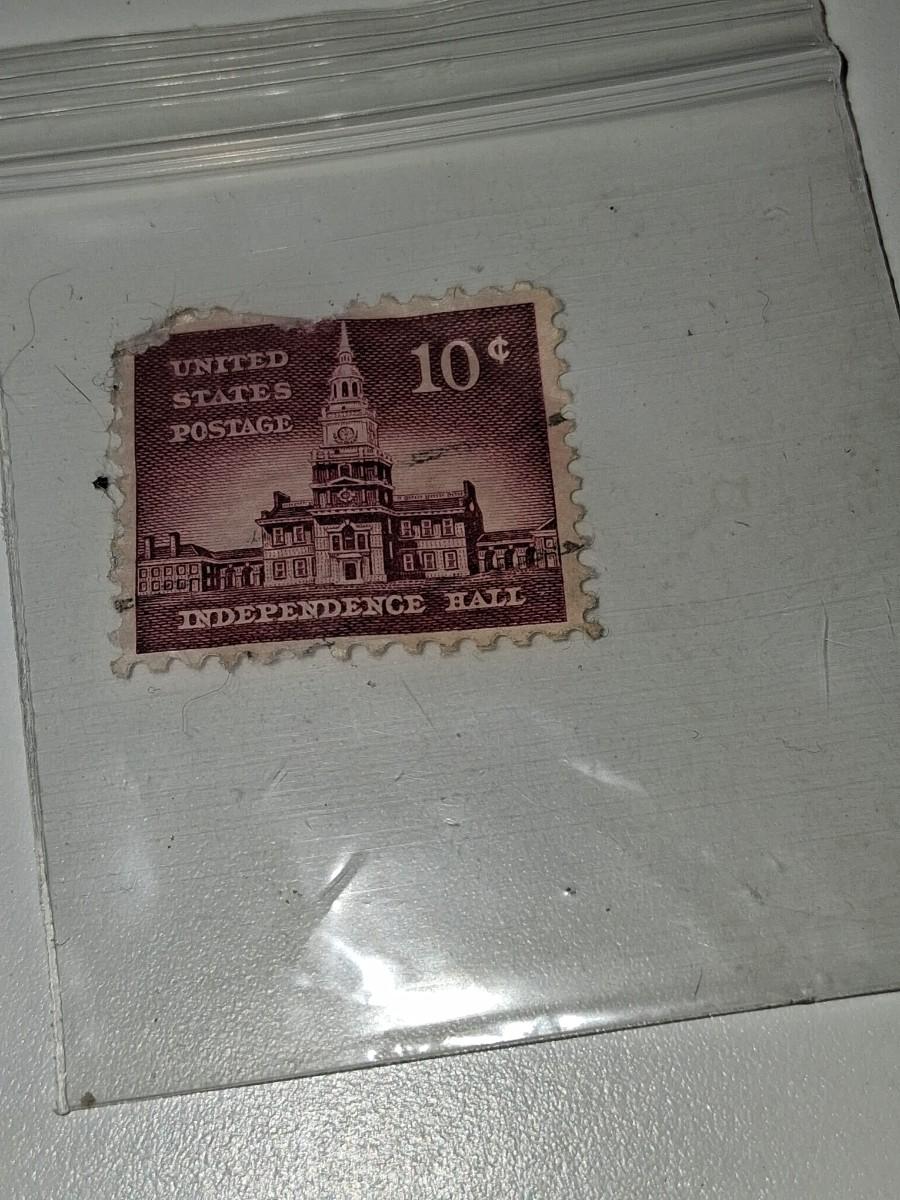 UNITED
STATES
POSTAGE
10¢
INDEPENDENCE HALL